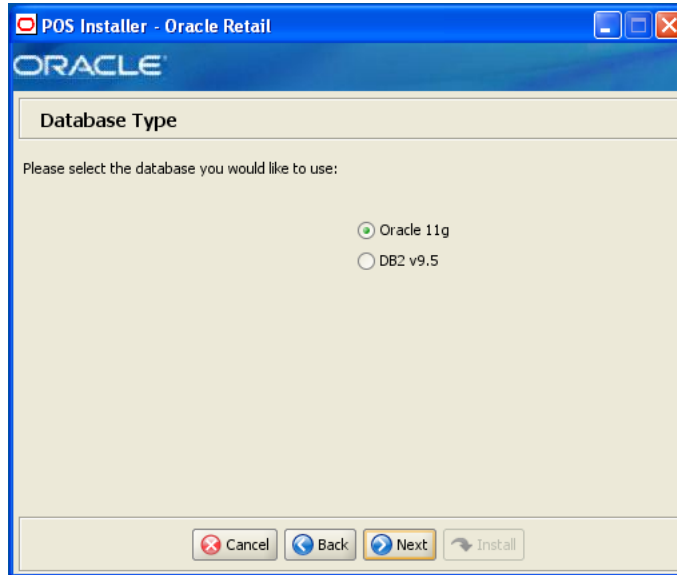 POS Installer - Oracle Retail
ORACLE
Database Type
Please select the database you would like to use:
Oracle 11g
DB2 v9.5
Cancel Back Next Install